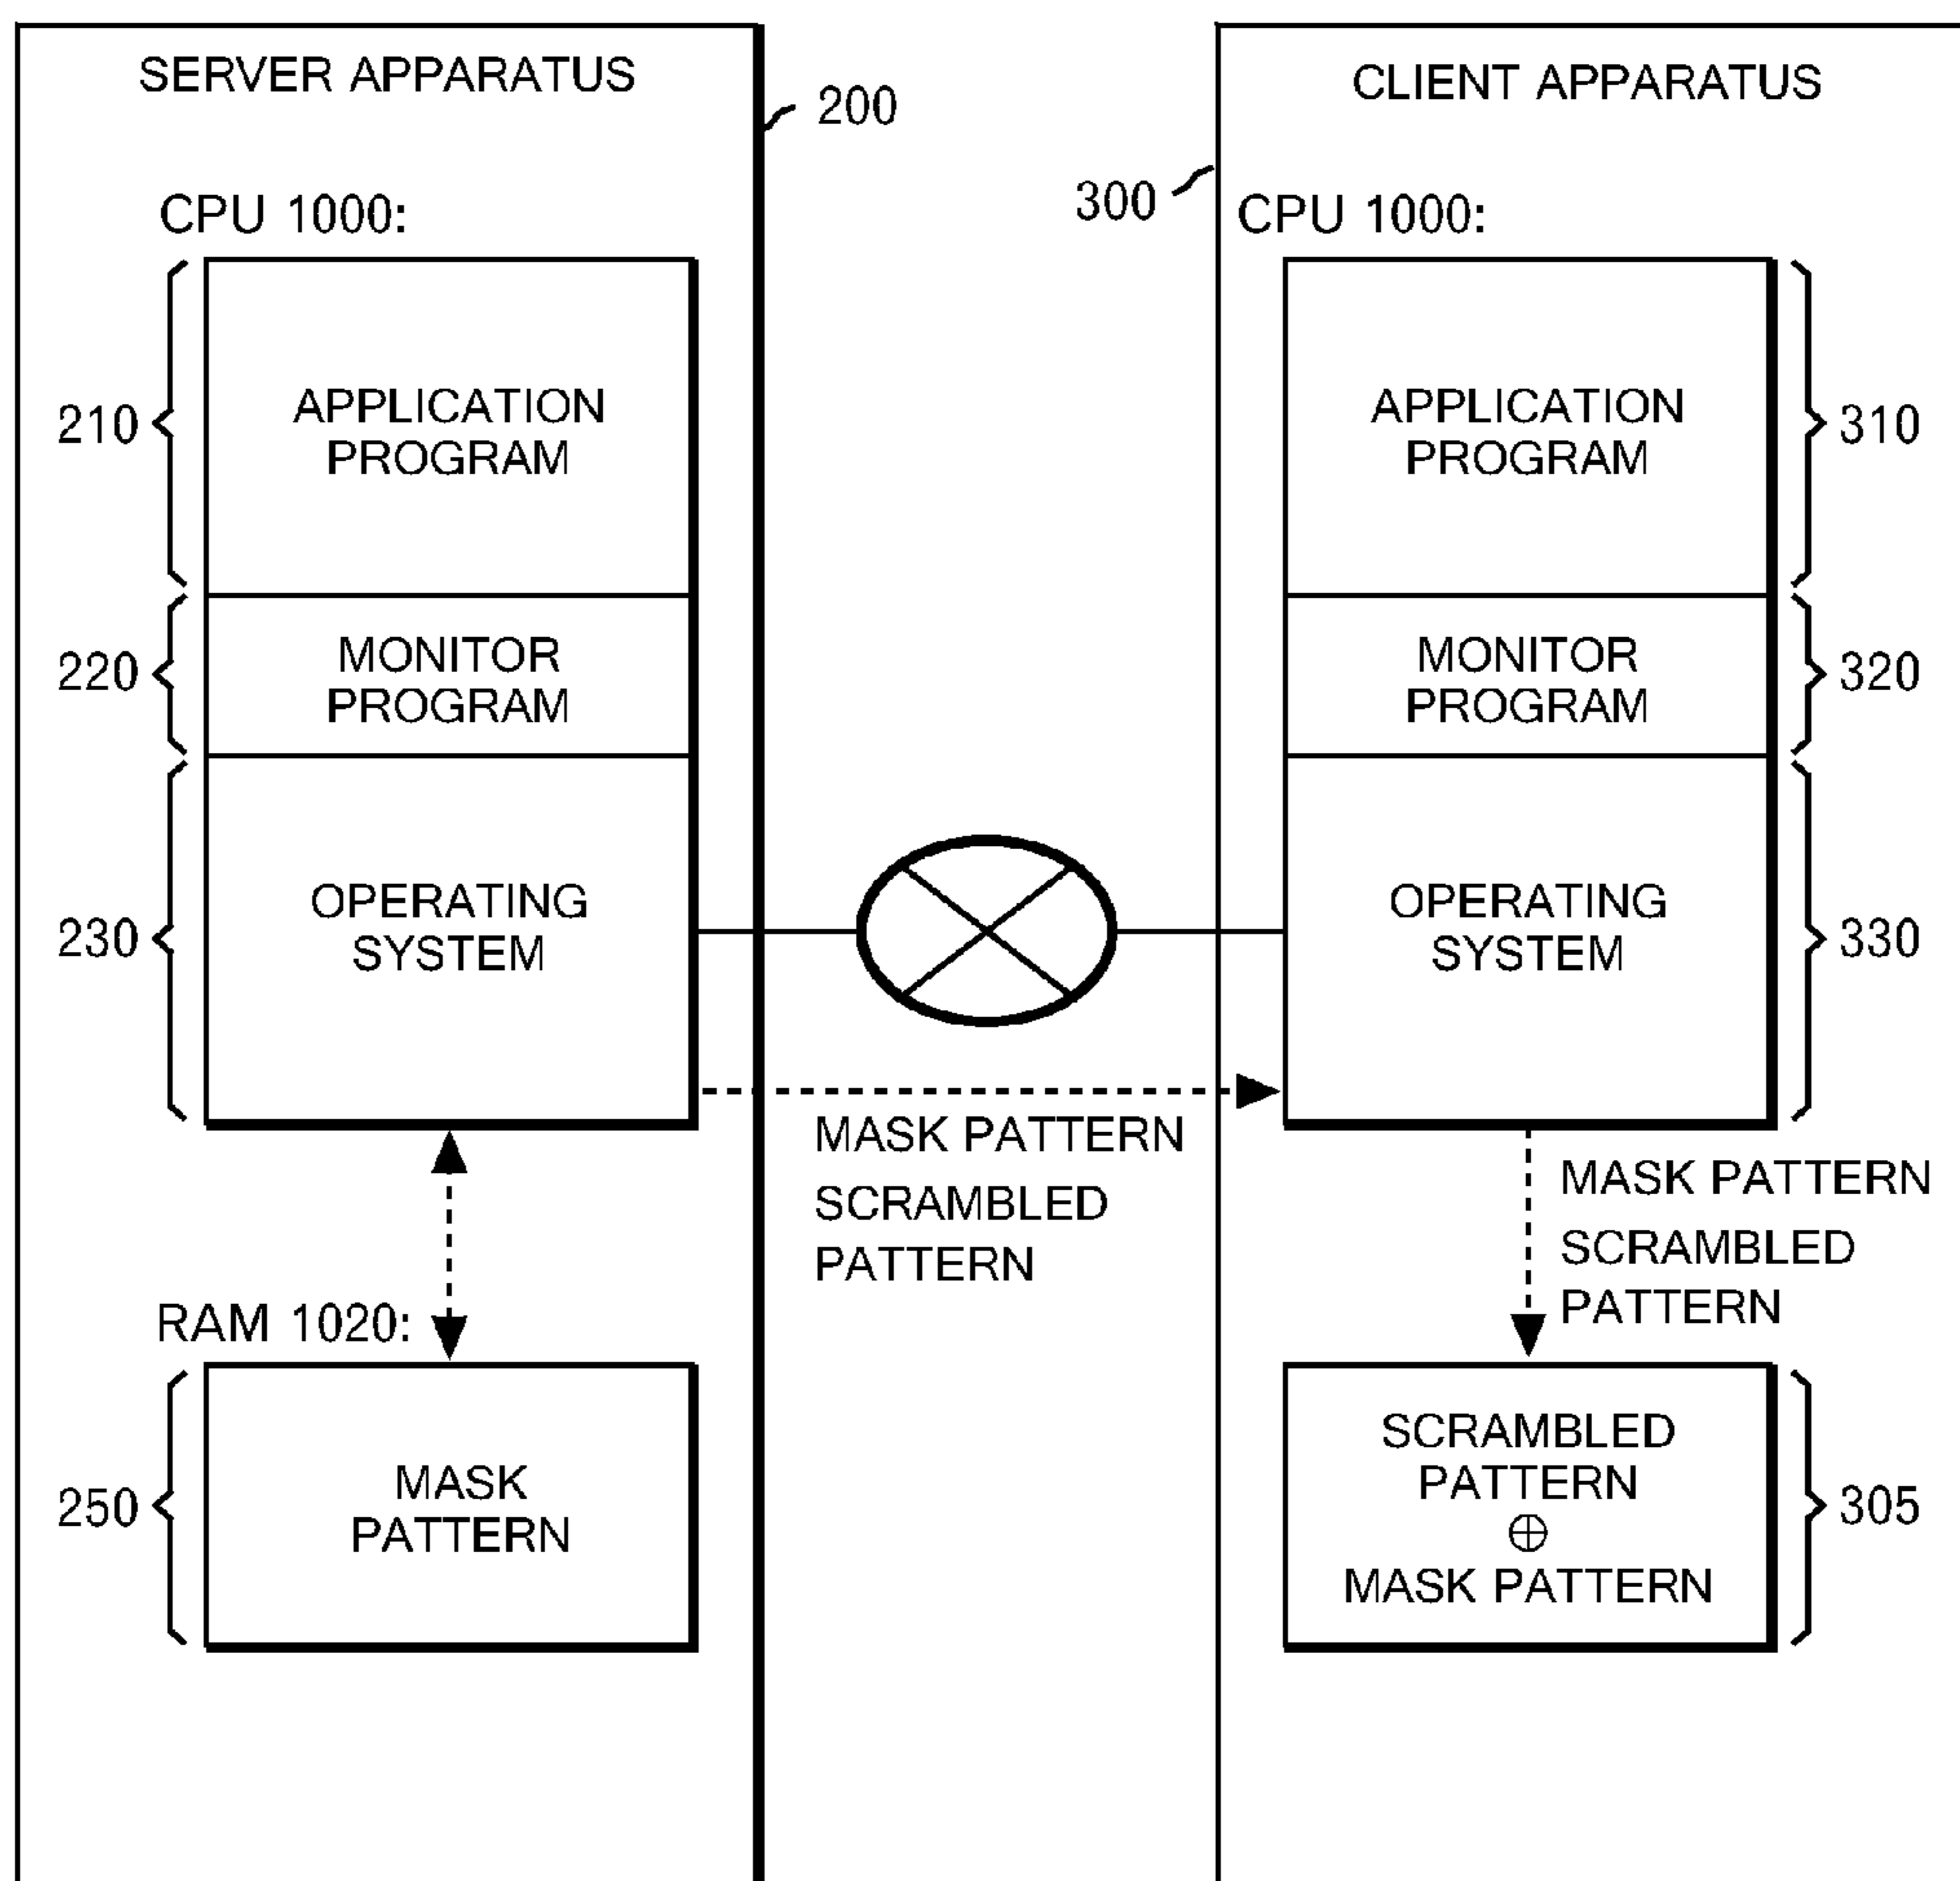 SERVER APPARATUS
200
CPU 1000:
210
APPLICATION
PROGRAM
220
MONITOR
PROGRAM
230
OPERATING
SYSTEM
RAM 1020:
250
MASK
PATTERN
MASK PATTERN
SCRAMBLED
PATTERN
CLIENT APPARATUS
300
CPU 1000:
APPLICATION
PROGRAM
310
MONITOR
PROGRAM
320
OPERATING
SYSTEM
330
MASK PATTERN
SCRAMBLED
PATTERN
SCRAMBLED
PATTERN
⊕
MASK PATTERN
305